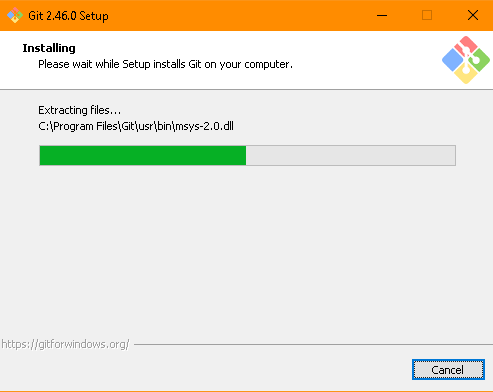 Git 2.46.0 Setup
Installing
Please wait while Setup installs Git on your computer.
Extracting files...
C:\Program Files\Git\usr\bin\msys-2.0.dll
https://gitforwindows.org/
Cancel